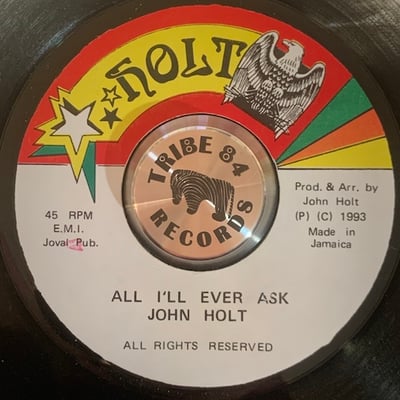 HOLT
TRIBE 84
RECORDS
45 RPM
E.M.I.
Joval Pub.
Prod. & Arr. by
John Holt
(P) (C) 1993
Made in
Jamaica
ALL I'LL EVER ASK
JOHN HOLT
ALL RIGHTS RESERVED